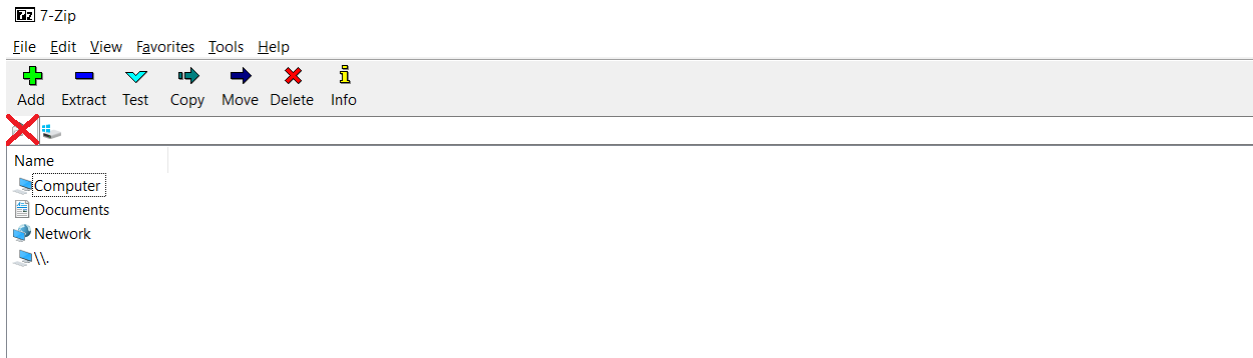 7z 7-Zip
File Edit View Favorites Tools Help
Add Extract Test Copy Move Delete Info
Name
Computer
Documents
Network
\\.